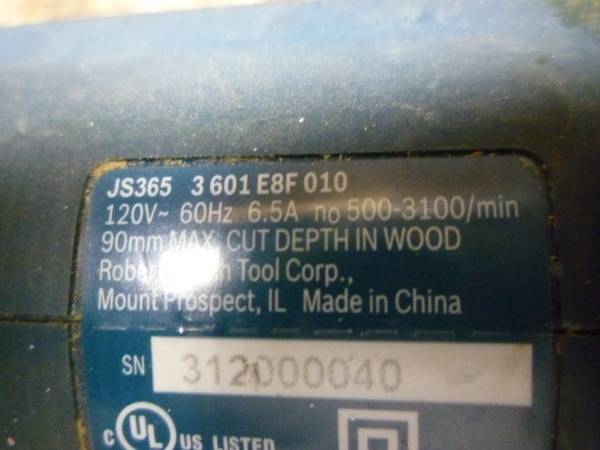 JS365 3 601 E8F 010
120V~ 60Hz 6.5A no 500-3100/min
90mm MAX. CUT DEPTH IN WOOD
Tool Corp.,
Mount Prospect, IL Made in China
SN 312000040
C UL US LISTED